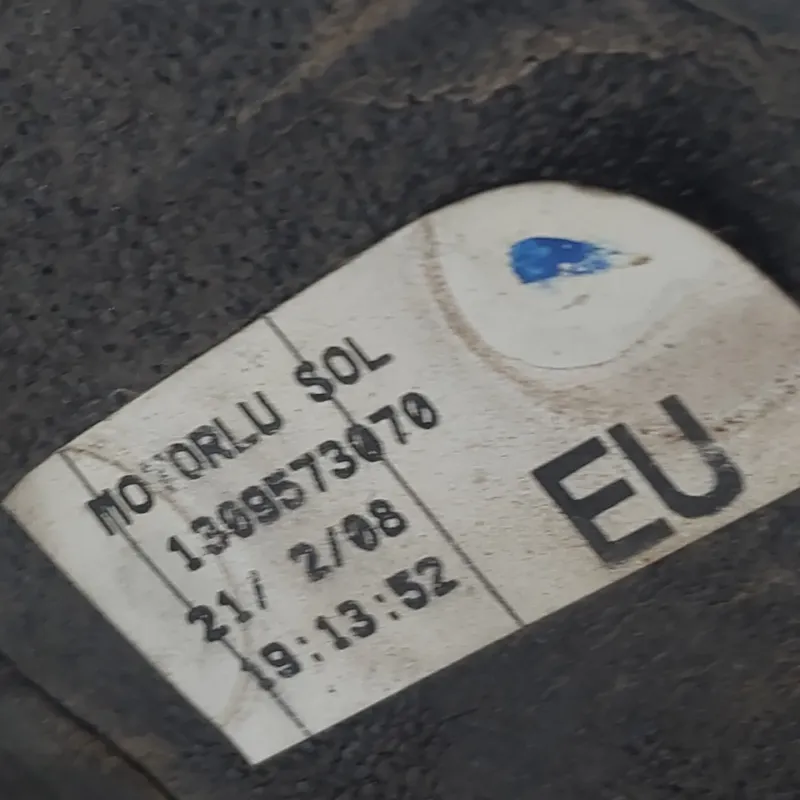 MOTORLU SOL
1309573070
21/ 2/08
19:13:52
EU